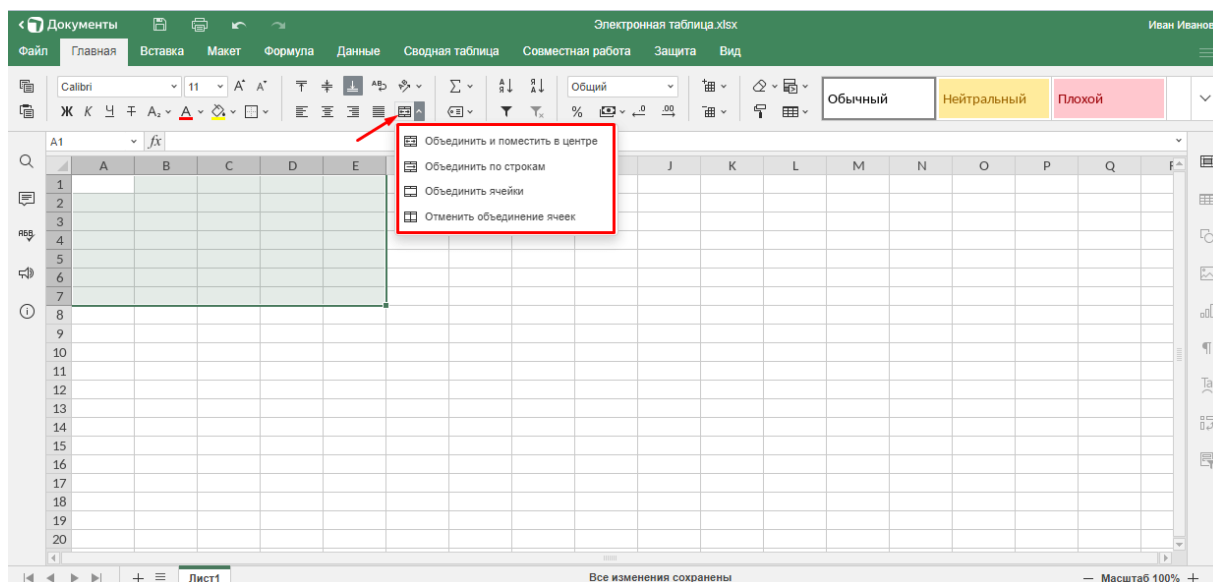 Документы Электронная таблица.xlsx Иван Иванов
Файл Главная Вставка Макет Формула Данные Сводная таблица Совместная работа Защита Вид
Calibri 11 A A Общий
Ж К Ч Т A A % .0 .00
Обычный Нейтральный Плохой
A1 fx
Объединить и поместить в центре
Объединить по строкам
Объединить ячейки
Отменить объединение ячеек
A B C D E J K L M N O P Q
1
2
3
4
5
6
7
8
9
10
11
12
13
14
15
16
17
18
19
20
Лист1 Все изменения сохранены Масштаб 100%